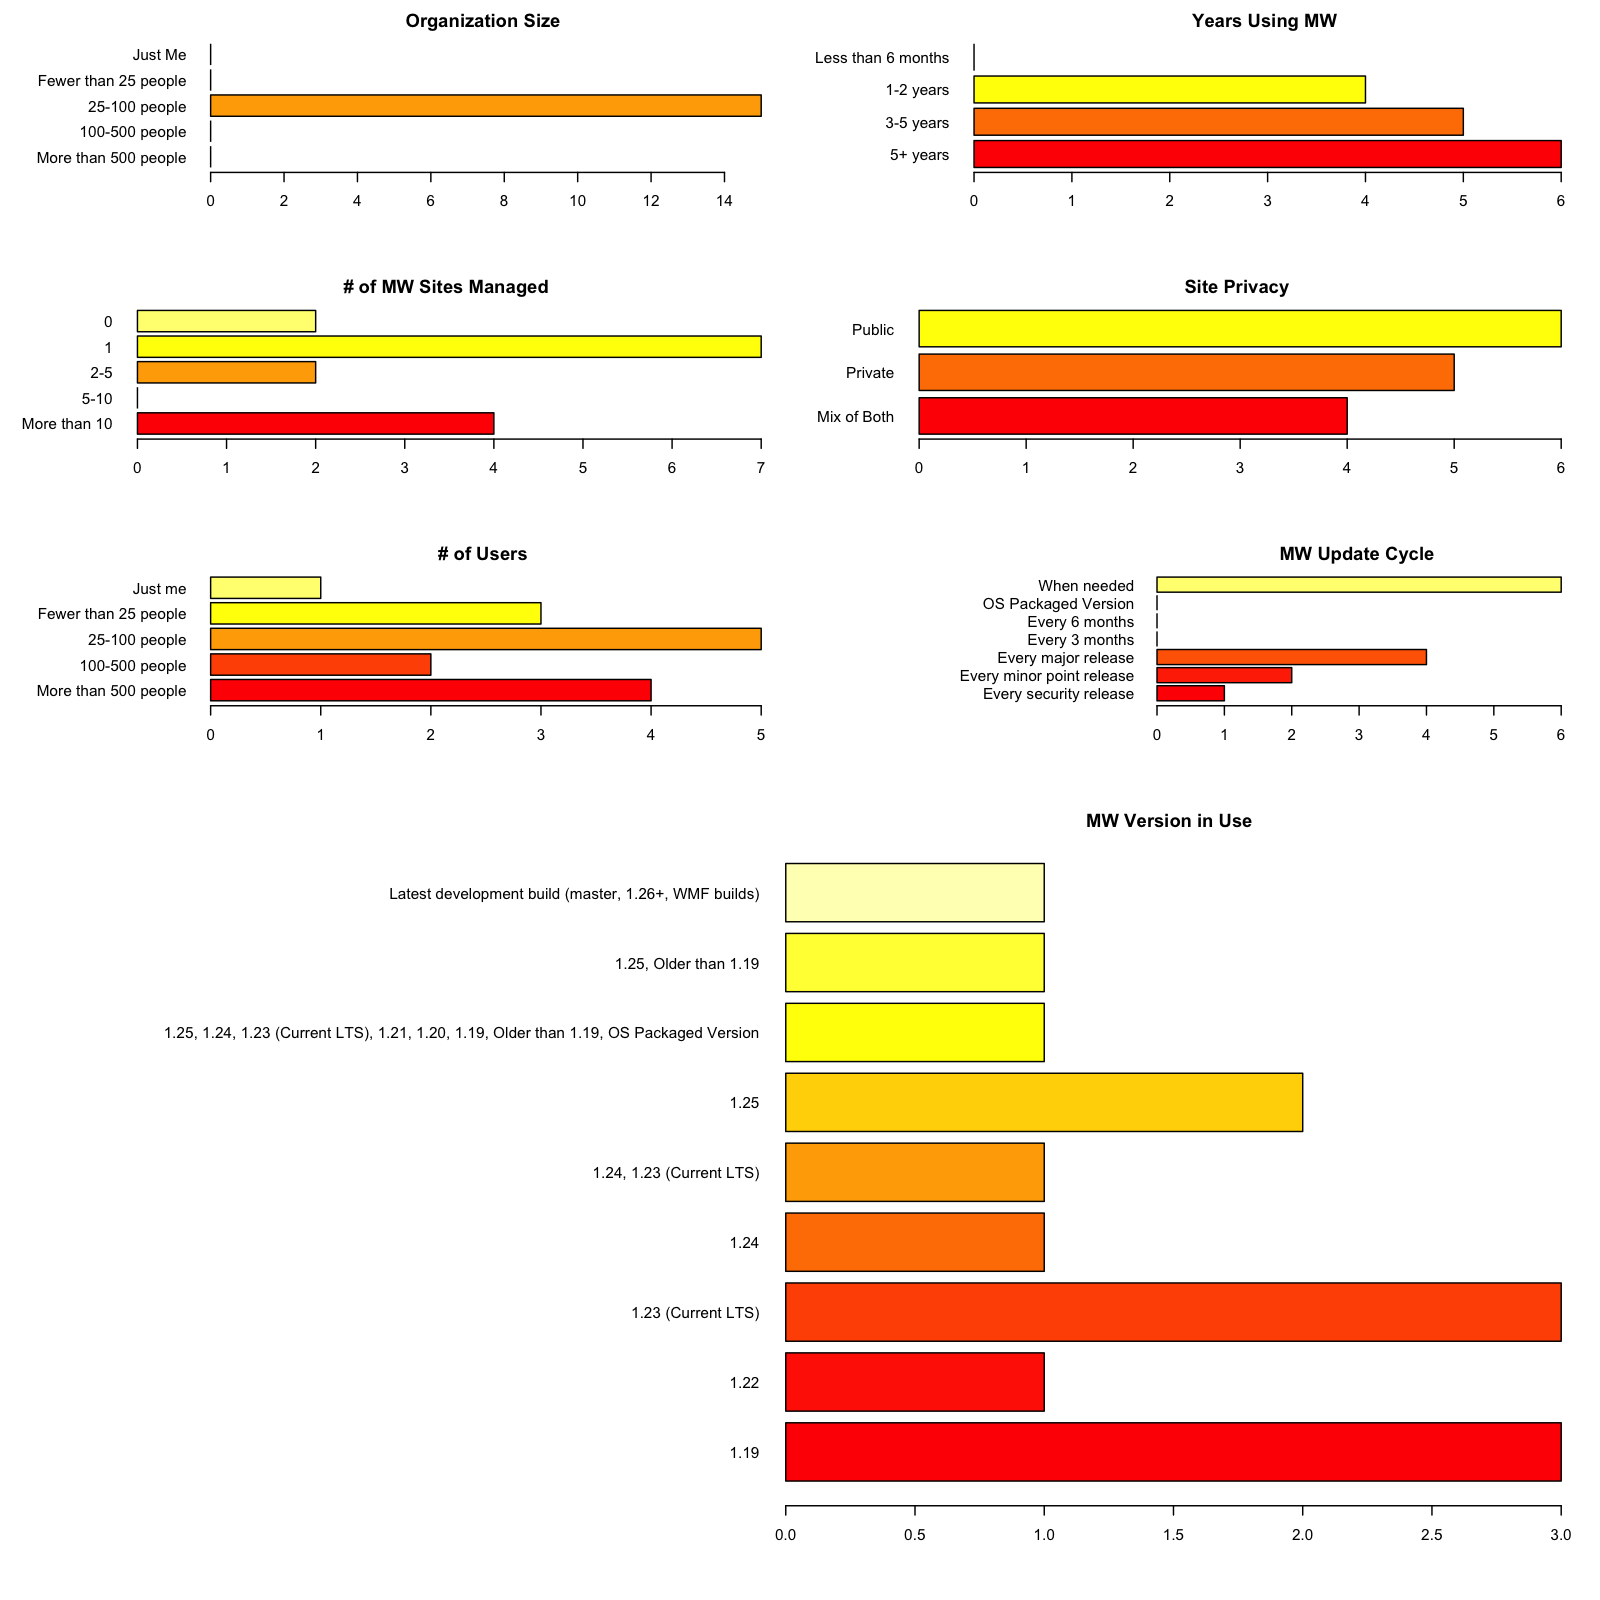 Organization Size
Just Me
Fewer than 25 people
25-100 people
100-500 people
More than 500 people
0 2 4 6 8 10 12 14
Years Using MW
Less than 6 months
1-2 years
3-5 years
5+ years
0 1 2 3 4 5 6
# of MW Sites Managed
0
1
2-5
5-10
More than 10
0 1 2 3 4 5 6 7
Site Privacy
Public
Private
Mix of Both
0 1 2 3 4 5 6
# of Users
Just me
Fewer than 25 people
25-100 people
100-500 people
More than 500 people
0 1 2 3 4 5
MW Update Cycle
When needed
OS Packaged Version
Every 6 months
Every 3 months
Every major release
Every minor point release
Every security release
0 1 2 3 4 5 6
MW Version in Use
Latest development build (master, 1.26+, WMF builds)
1.25, Older than 1.19
1.25, 1.24, 1.23 (Current LTS), 1.21, 1.20, 1.19, Older than 1.19, OS Packaged Version
1.25
1.24, 1.23 (Current LTS)
1.24
1.23 (Current LTS)
1.22
1.19
0.0 0.5 1.0 1.5 2.0 2.5 3.0